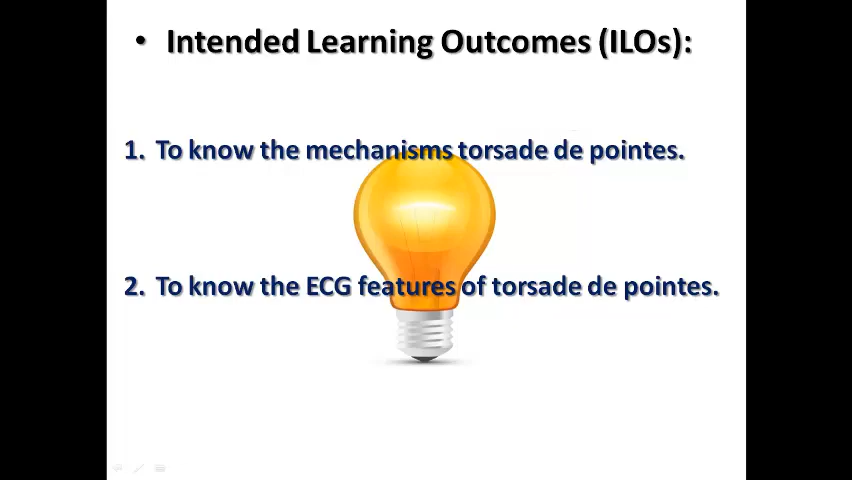 • Intended Learning Outcomes (ILOs):
1. To know the mechanisms torsade de pointes.
2. To know the ECG features of torsade de pointes.